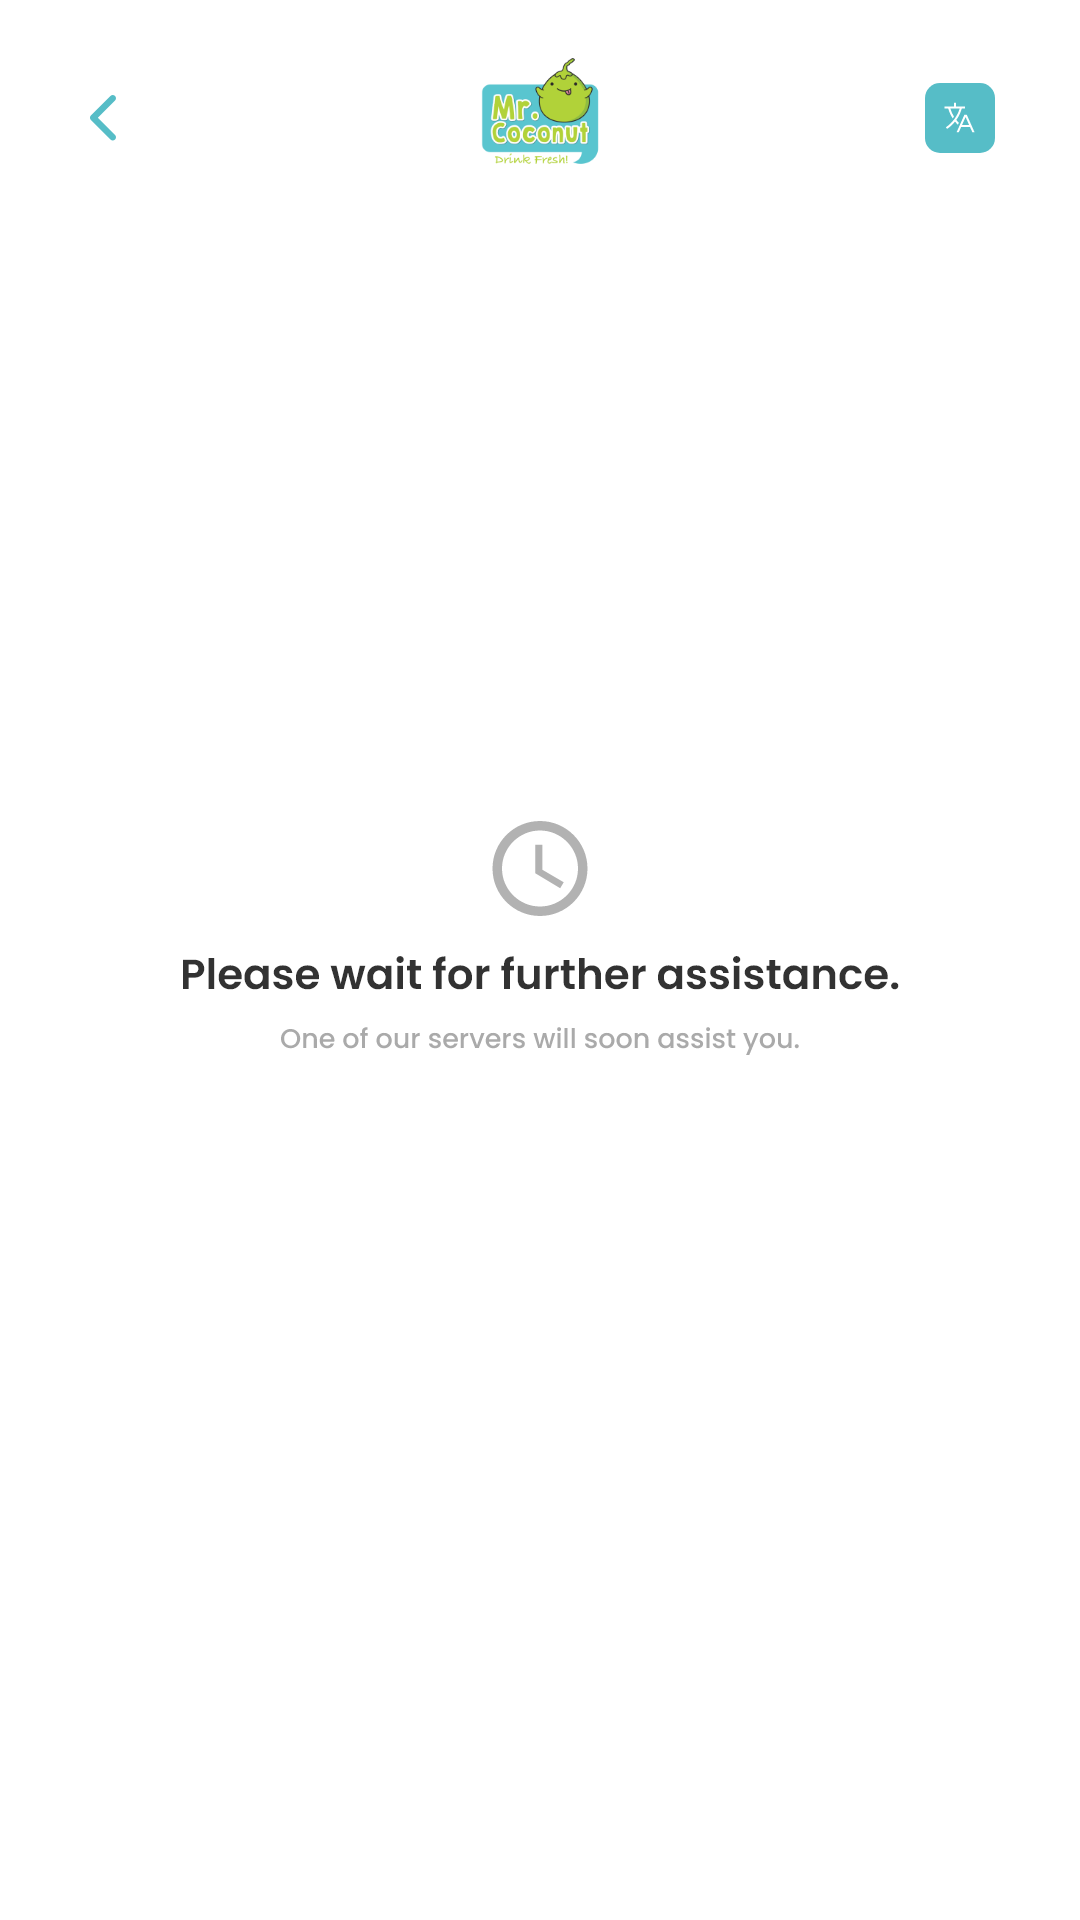 Mr.
Coconut
Drink Fresh!
Please wait for further assistance.
One of our servers will soon assist you.